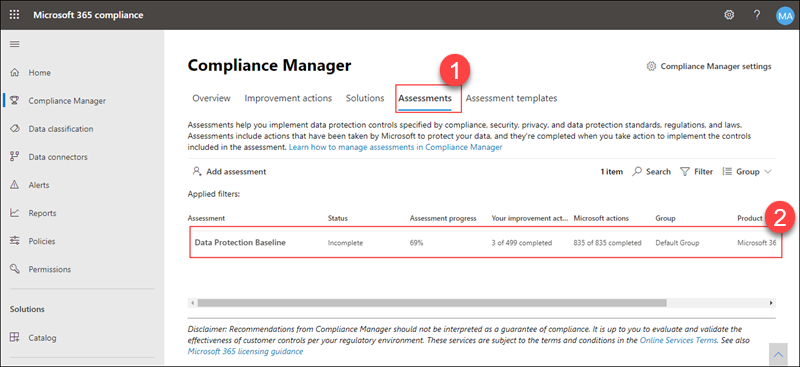 Microsoft 365 compliance
MA
Home
Compliance Manager
Data classification
Data connectors
Alerts
Reports
Policies
Permissions
Solutions
Catalog
Compliance Manager
1
Compliance Manager settings
Overview Improvement actions Solutions Assessments Assessment templates
Assessments help you implement data protection controls specified by compliance, security, privacy, and data protection standards, regulations, and laws.
Assessments include actions that have been taken by Microsoft to protect your data, and they're completed when you take action to implement the controls
included in the assessment. Learn how to manage assessments in Compliance Manager
Add assessment 1 item Search Filter Group
Applied filters:
2
Assessment Status Assessment progress Your improvement act... Microsoft actions Group Product
Data Protection Baseline Incomplete 69% 3 of 499 completed 835 of 835 completed Default Group Microsoft 36
Disclaimer: Recommendations from Compliance Manager should not be interpreted as a guarantee of compliance. It is up to you to evaluate and validate the
effectiveness of customer controls per your regulatory environment. These services are subject to the terms and conditions in the Online Services Terms. See also
Microsoft 365 licensing guidance